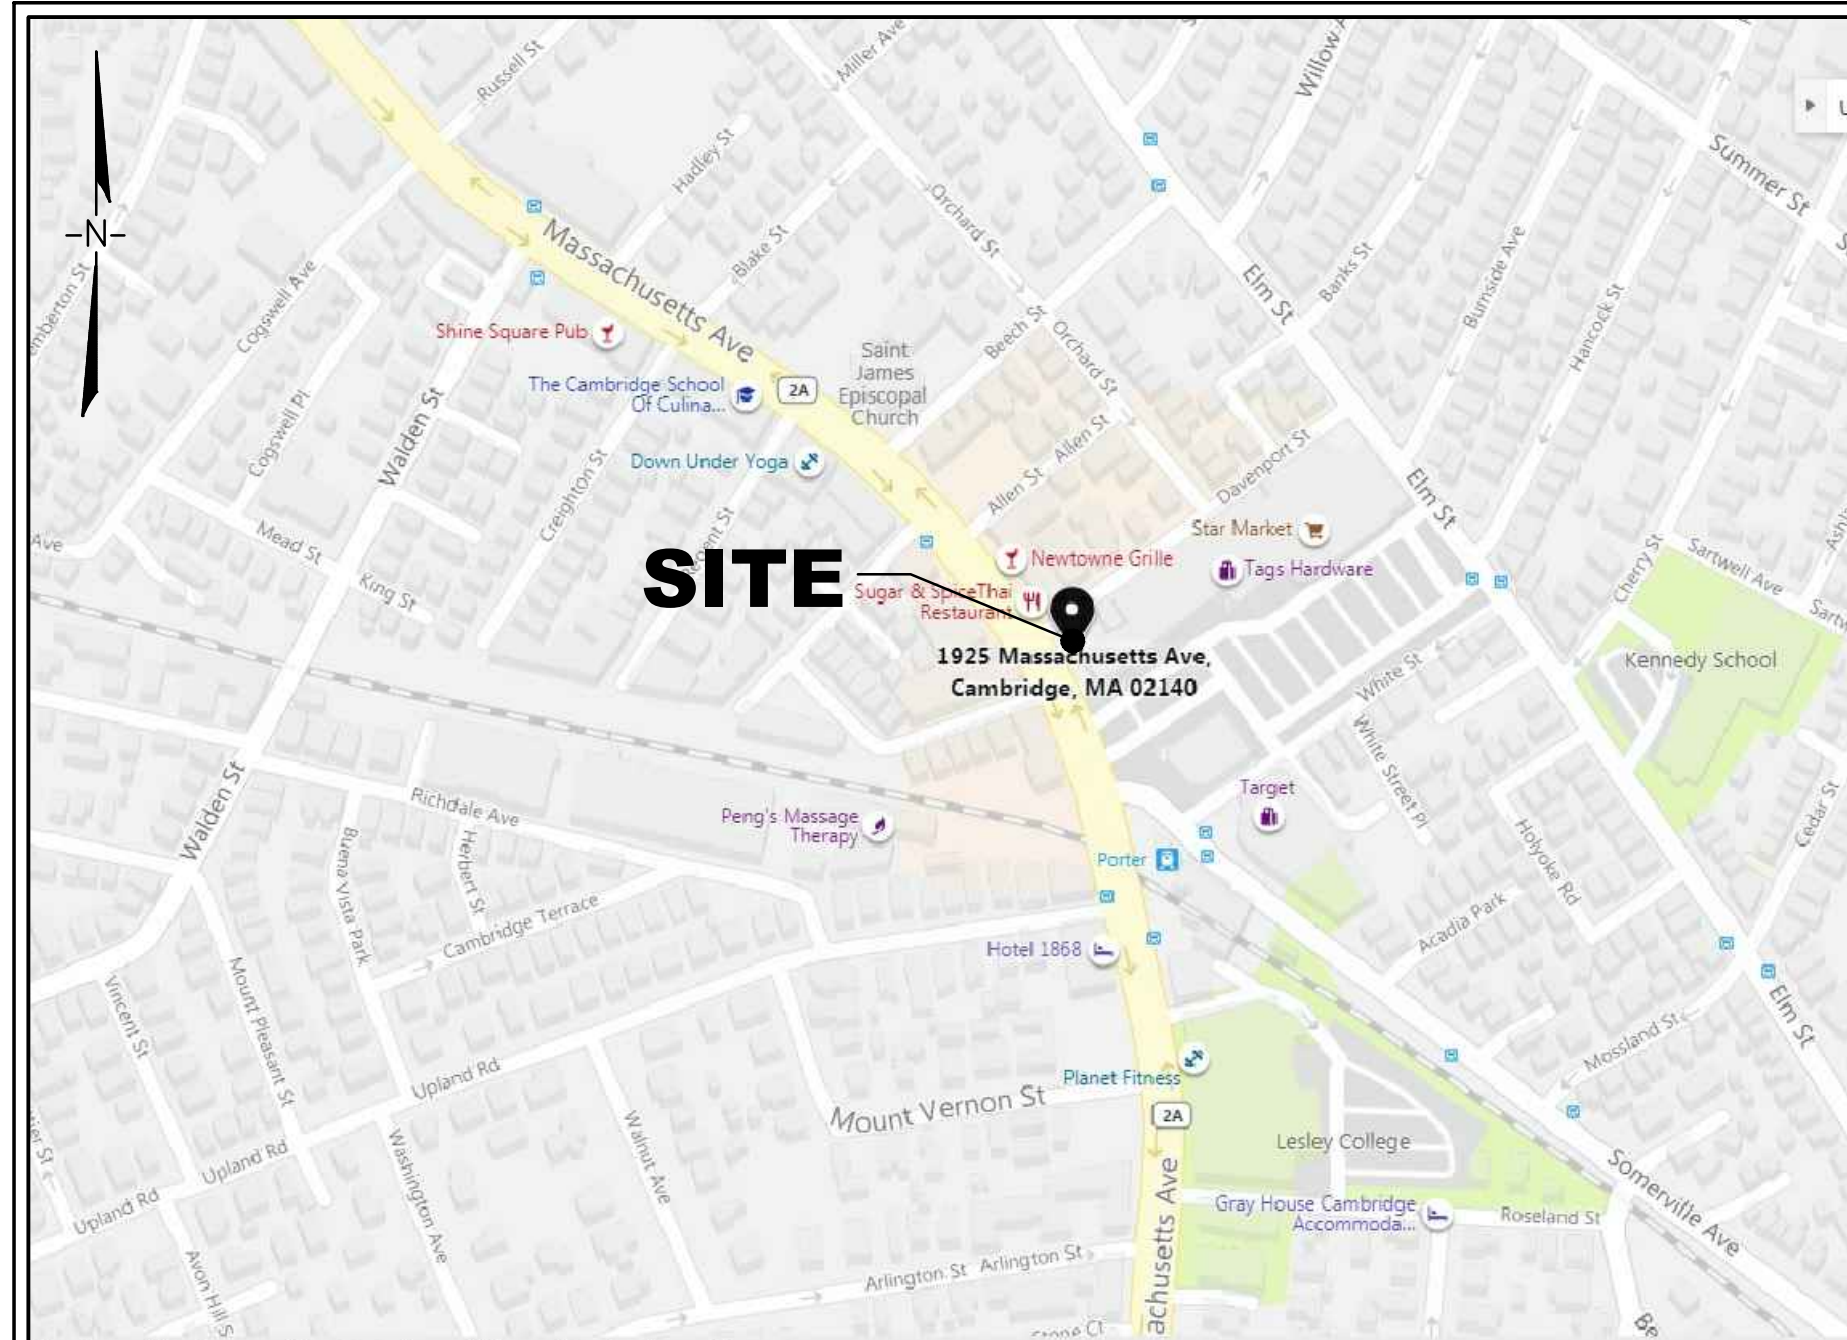 Russell St
Miller Ave
Willow
Summer St
Hadley St
-N-
Orchard St
Blake St
Massachusetts Ave
Elm St
Banks St
Burnside Ave
Hancock St
Cogswell Ave
Shine Square Pub
Beech St
Orchard St
Saint
James
Episcopal
Church
The Cambridge School
Of Culina...
2A
Cogswell Pl
Walden St
Allen St
Allen St
Davenport St
Down Under Yoga
Creighton St
Elm St
Mead St
Ave
Star Market
Newtowne Grille
Tags Hardware
Cherry St
Sartwell Ave
King St
SITE
Sugar & SpiceThai
Restaurant
1925 Massachusetts Ave,
Cambridge, MA 02140
White St
Kennedy School
White Street Pl
Walden St
Richdale Ave
Herbert St
Buena Vista Park
Target
Peng's Massage
Therapy
Porter
Holyoke Rd
Cedar St
Cambridge Terrace
Acadia Park
Hotel 1868
Vincent St
Mount Pleasant St
Elm St
Mossland St
Upland Rd
Planet Fitness
Mount Vernon St
2A
Walnut Ave
Washington Ave
Lesley College
Upland Rd
Upland Rd
Somerville Ave
Gray House Cambridge
Accommoda...
Roseland St
Avon Hill S
Arlington St
Arlington St
achusetts Ave
Be